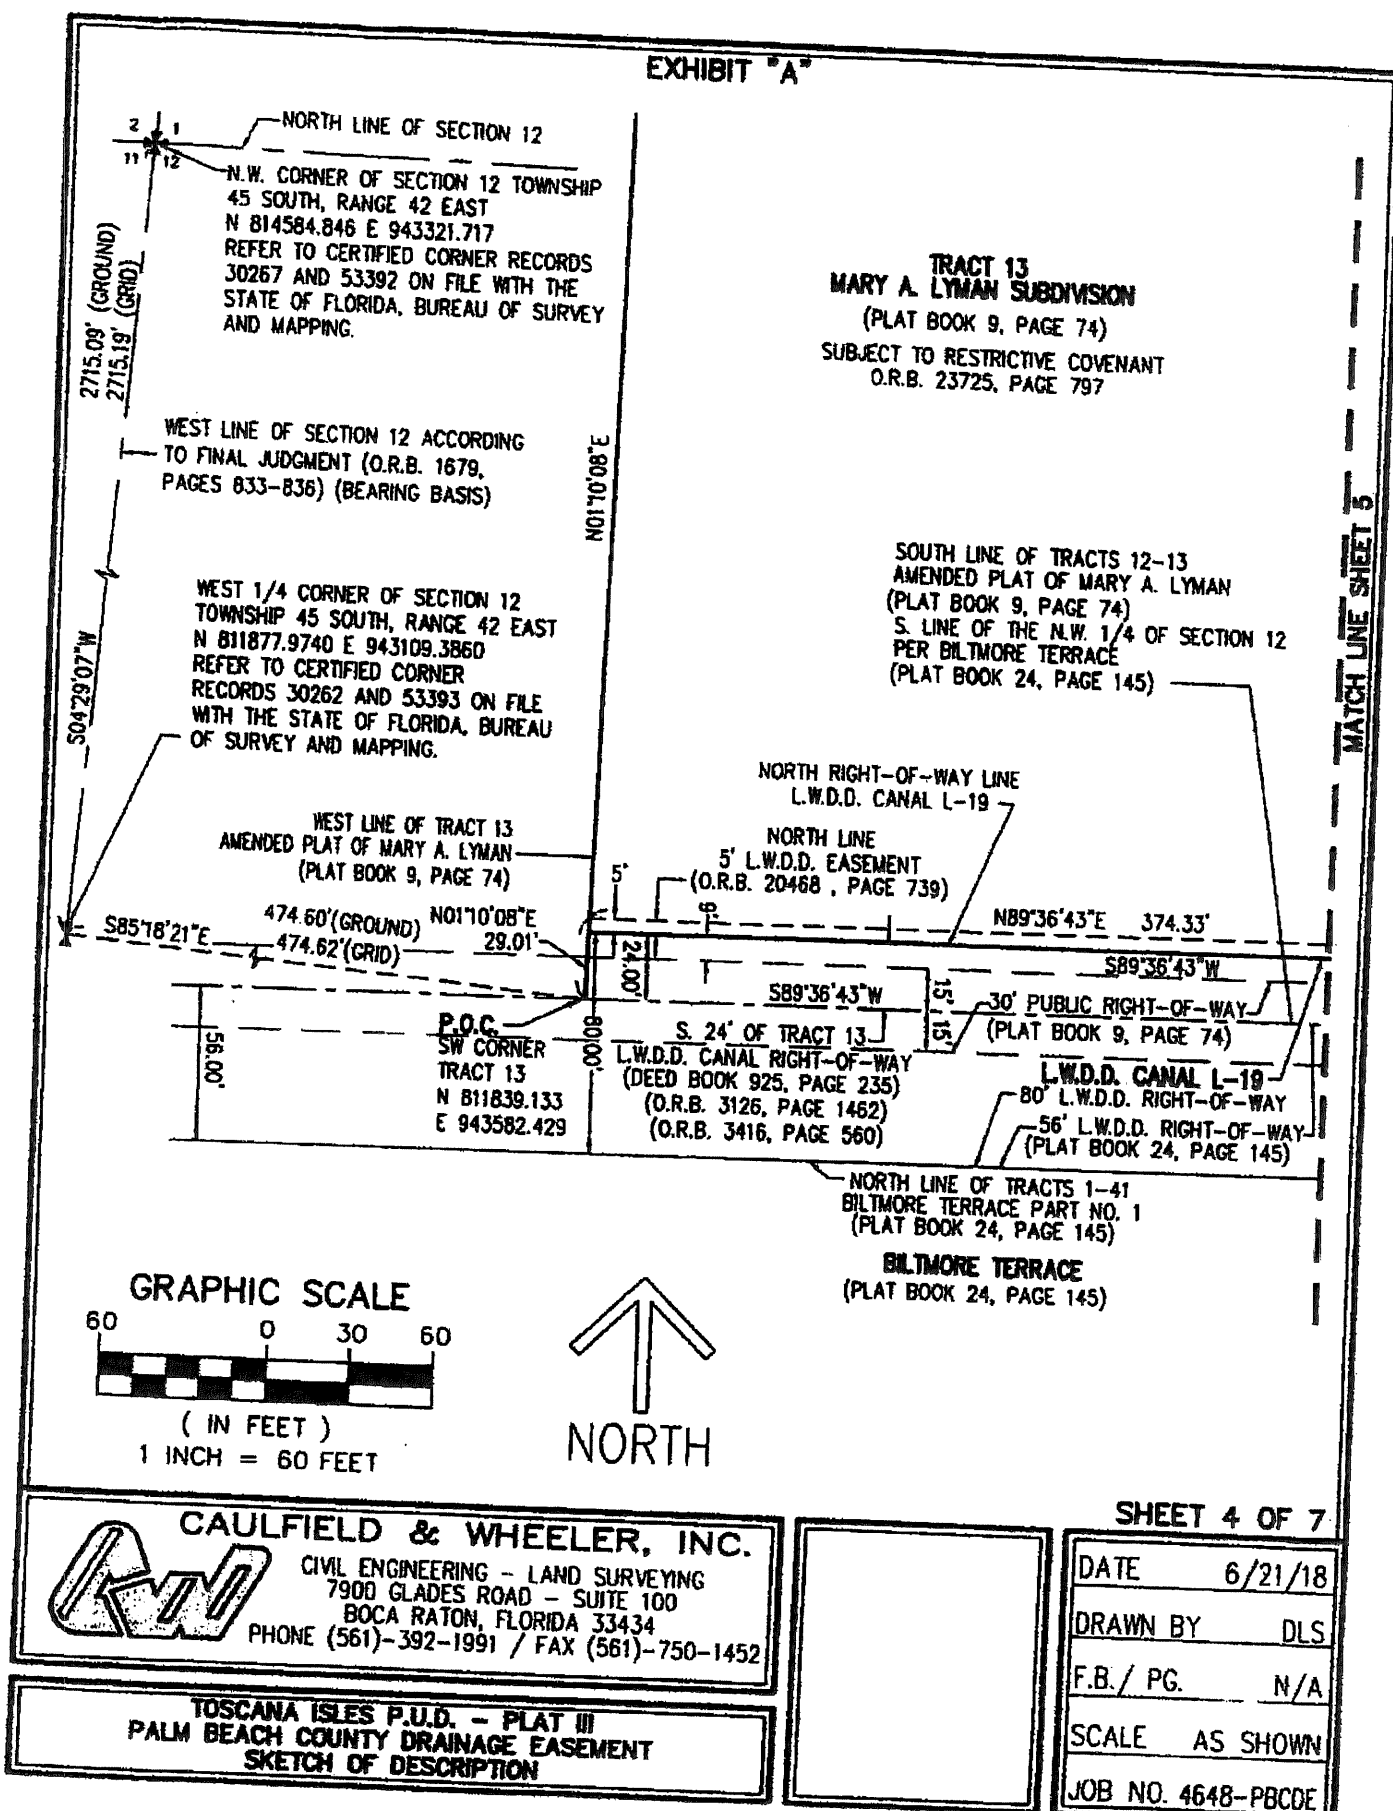 EXHIBIT "A"
2 1
11 12
NORTH LINE OF SECTION 12
N.W. CORNER OF SECTION 12 TOWNSHIP
45 SOUTH, RANGE 42 EAST
N 814584.846 E 943321.717
REFER TO CERTIFIED CORNER RECORDS
30267 AND 53392 ON FILE WITH THE
STATE OF FLORIDA, BUREAU OF SURVEY
AND MAPPING.
2715.09' (GROUND)
2715.19' (GRID)
TRACT 13
MARY A. LYMAN SUBDIVISION
(PLAT BOOK 9, PAGE 74)
SUBJECT TO RESTRICTIVE COVENANT
O.R.B. 23725, PAGE 797
WEST LINE OF SECTION 12 ACCORDING
TO FINAL JUDGMENT (O.R.B. 1679,
PAGES 833-836) (BEARING BASIS)
N01°10'08"E
MATCH LINE SHEET 5
SOUTH LINE OF TRACTS 12-13
AMENDED PLAT OF MARY A. LYMAN
(PLAT BOOK 9, PAGE 74)
S. LINE OF THE N.W. 1/4 OF SECTION 12
PER BILTMORE TERRACE
(PLAT BOOK 24, PAGE 145)
WEST 1/4 CORNER OF SECTION 12
TOWNSHIP 45 SOUTH, RANGE 42 EAST
N 811877.9740 E 943109.3860
REFER TO CERTIFIED CORNER
RECORDS 30262 AND 53393 ON FILE
WITH THE STATE OF FLORIDA, BUREAU
OF SURVEY AND MAPPING.
S04°29'07"W
NORTH RIGHT-OF-WAY LINE
L.W.D.D. CANAL L-19
WEST LINE OF TRACT 13
AMENDED PLAT OF MARY A. LYMAN
(PLAT BOOK 9, PAGE 74)
NORTH LINE
5' L.W.D.D. EASEMENT
(O.R.B. 20468 , PAGE 739)
5'
9'
S85°18'21"E
474.60'(GROUND)
474.62'(GRID)
N01°10'08"E
29.01'
24.00'
N89°36'43"E 374.33'
S89°36'43"W
S89°36'43"W
15'
15'
30' PUBLIC RIGHT-OF-WAY
(PLAT BOOK 9, PAGE 74)
56.00'
P.O.C.
SW CORNER
TRACT 13
N 811839.133
E 943582.429
80.00'
S. 24' OF TRACT 13
L.W.D.D. CANAL RIGHT-OF-WAY
(DEED BOOK 925, PAGE 235)
(O.R.B. 3126, PAGE 1462)
(O.R.B. 3416, PAGE 560)
L.W.D.D. CANAL L-19
80' L.W.D.D. RIGHT-OF-WAY
56' L.W.D.D. RIGHT-OF-WAY
(PLAT BOOK 24, PAGE 145)
NORTH LINE OF TRACTS 1-41
BILTMORE TERRACE PART NO. 1
(PLAT BOOK 24, PAGE 145)
BILTMORE TERRACE
(PLAT BOOK 24, PAGE 145)
GRAPHIC SCALE
60 0 30 60
( IN FEET )
1 INCH = 60 FEET
NORTH
CAULFIELD & WHEELER, INC.
CIVIL ENGINEERING - LAND SURVEYING
7900 GLADES ROAD - SUITE 100
BOCA RATON, FLORIDA 33434
PHONE (561)-392-1991 / FAX (561)-750-1452
TOSCANA ISLES P.U.D. - PLAT III
PALM BEACH COUNTY DRAINAGE EASEMENT
SKETCH OF DESCRIPTION
SHEET 4 OF 7
DATE 6/21/18
DRAWN BY DLS
F.B./ PG. N/A
SCALE AS SHOWN
JOB NO. 4648-PBCDE